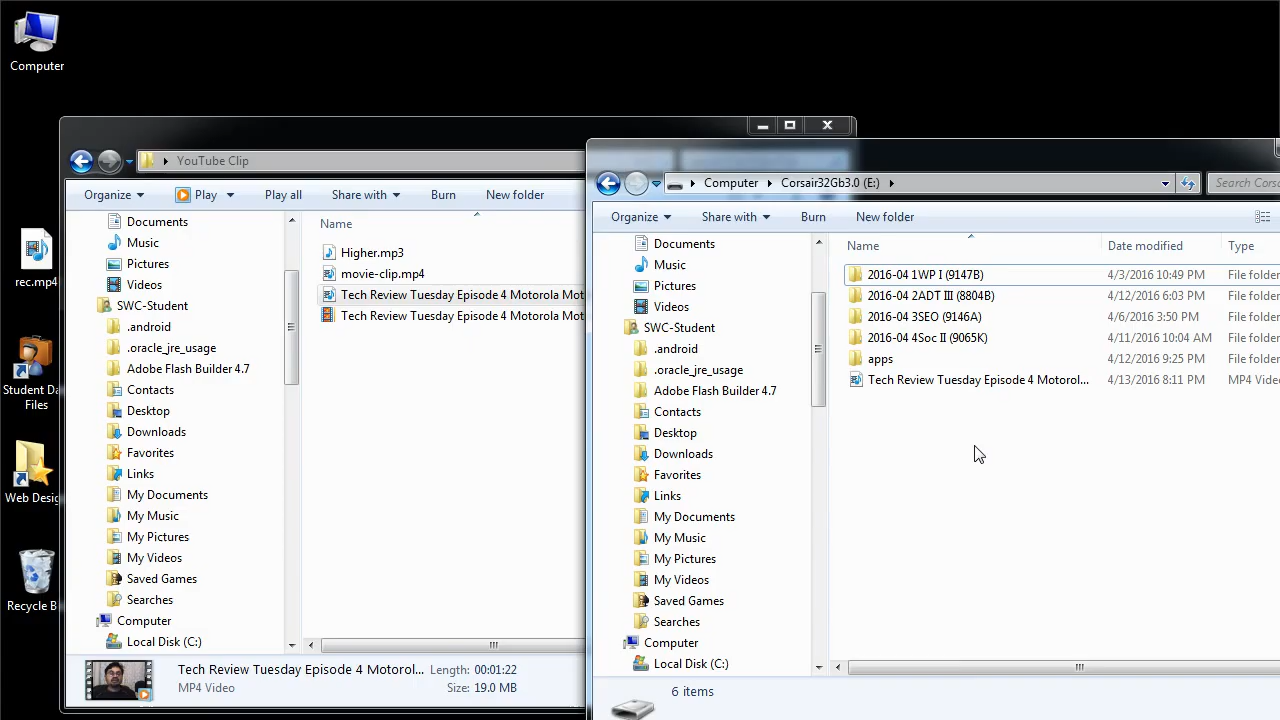 Computer
rec.mp4
Student Da
Files
Web Desig
Recycle B
YouTube Clip
Organize
Play
Play all
Share with
Burn
New folder
Documents
Music
Pictures
Videos
SWC-Student
.android
.oracle_jre_usage
Adobe Flash Builder 4.7
Contacts
Desktop
Downloads
Favorites
Links
My Documents
My Music
My Pictures
My Videos
Saved Games
Searches
Computer
Local Disk (C:)
Name
Higher.mp3
movie-clip.mp4
Tech Review Tuesday Episode 4 Motorola Mot
Tech Review Tuesday Episode 4 Motorola Mot
Tech Review Tuesday Episode 4 Motorol... Length: 00:01:22
MP4 Video Size: 19.0 MB
Computer Corsair32Gb3.0 (E:)
Search Corsa
Organize
Share with
Burn
New folder
Documents
Music
Pictures
Videos
SWC-Student
.android
.oracle_jre_usage
Adobe Flash Builder 4.7
Contacts
Desktop
Downloads
Favorites
Links
My Documents
My Music
My Pictures
My Videos
Saved Games
Searches
Computer
Local Disk (C:)
Name Date modified Type
2016-04 1WP I (9147B) 4/3/2016 10:49 PM File folder
2016-04 2ADT III (8804B) 4/12/2016 6:03 PM File folder
2016-04 3SEO (9146A) 4/6/2016 3:50 PM File folder
2016-04 4Soc II (9065K) 4/11/2016 10:04 AM File folder
apps 4/12/2016 9:25 PM File folder
Tech Review Tuesday Episode 4 Motorol... 4/13/2016 8:11 PM MP4 Video
6 items